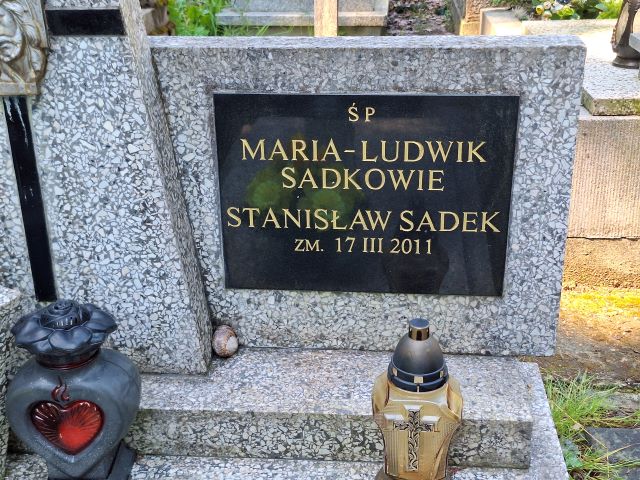 ŚP
MARIA-LUDWIK
SADKOWIE
STANISŁAW SADEK
ZM. 17 III 2011